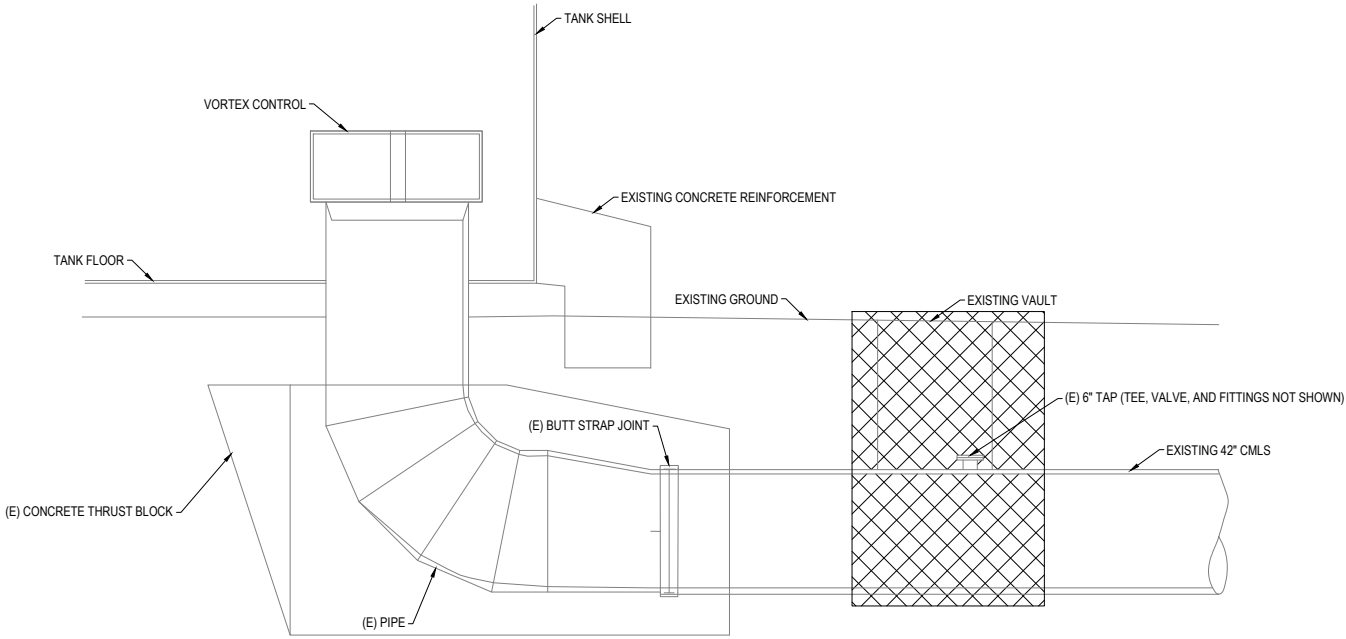 TANK SHELL
VORTEX CONTROL
EXISTING CONCRETE REINFORCEMENT
TANK FLOOR
EXISTING GROUND
EXISTING VAULT
(E) 6" TAP (TEE, VALVE, AND FITTINGS NOT SHOWN)
(E) BUTT STRAP JOINT
EXISTING 42" CMLS
(E) CONCRETE THRUST BLOCK
(E) PIPE